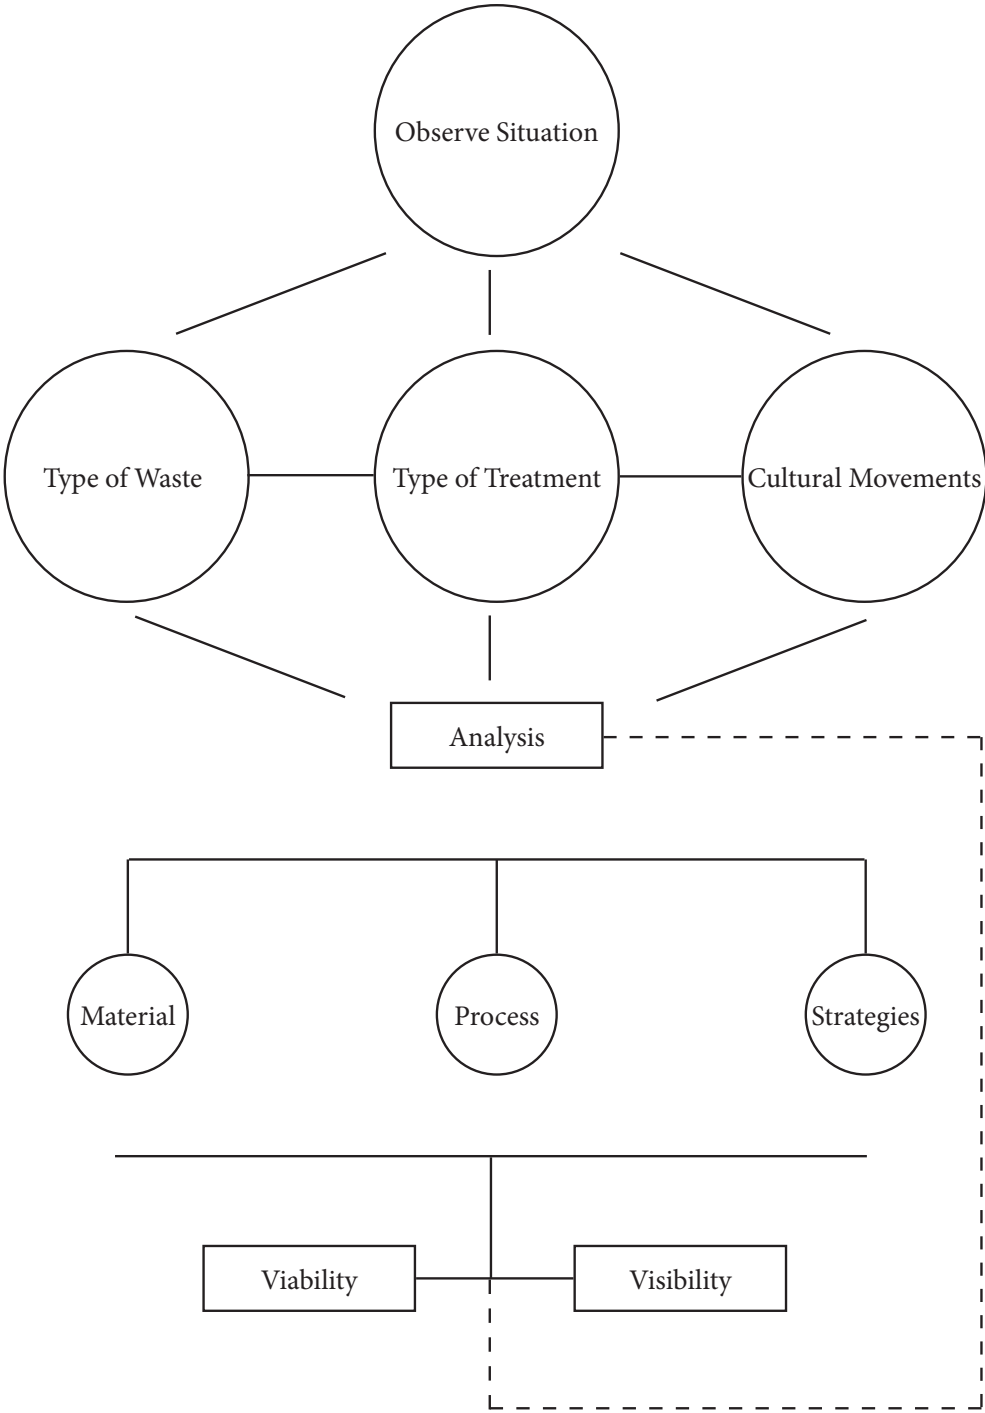 Observe Situation
Type of Waste
Type of Treatment
Cultural Movements
Analysis
Material
Process
Strategies
Viability
Visibility